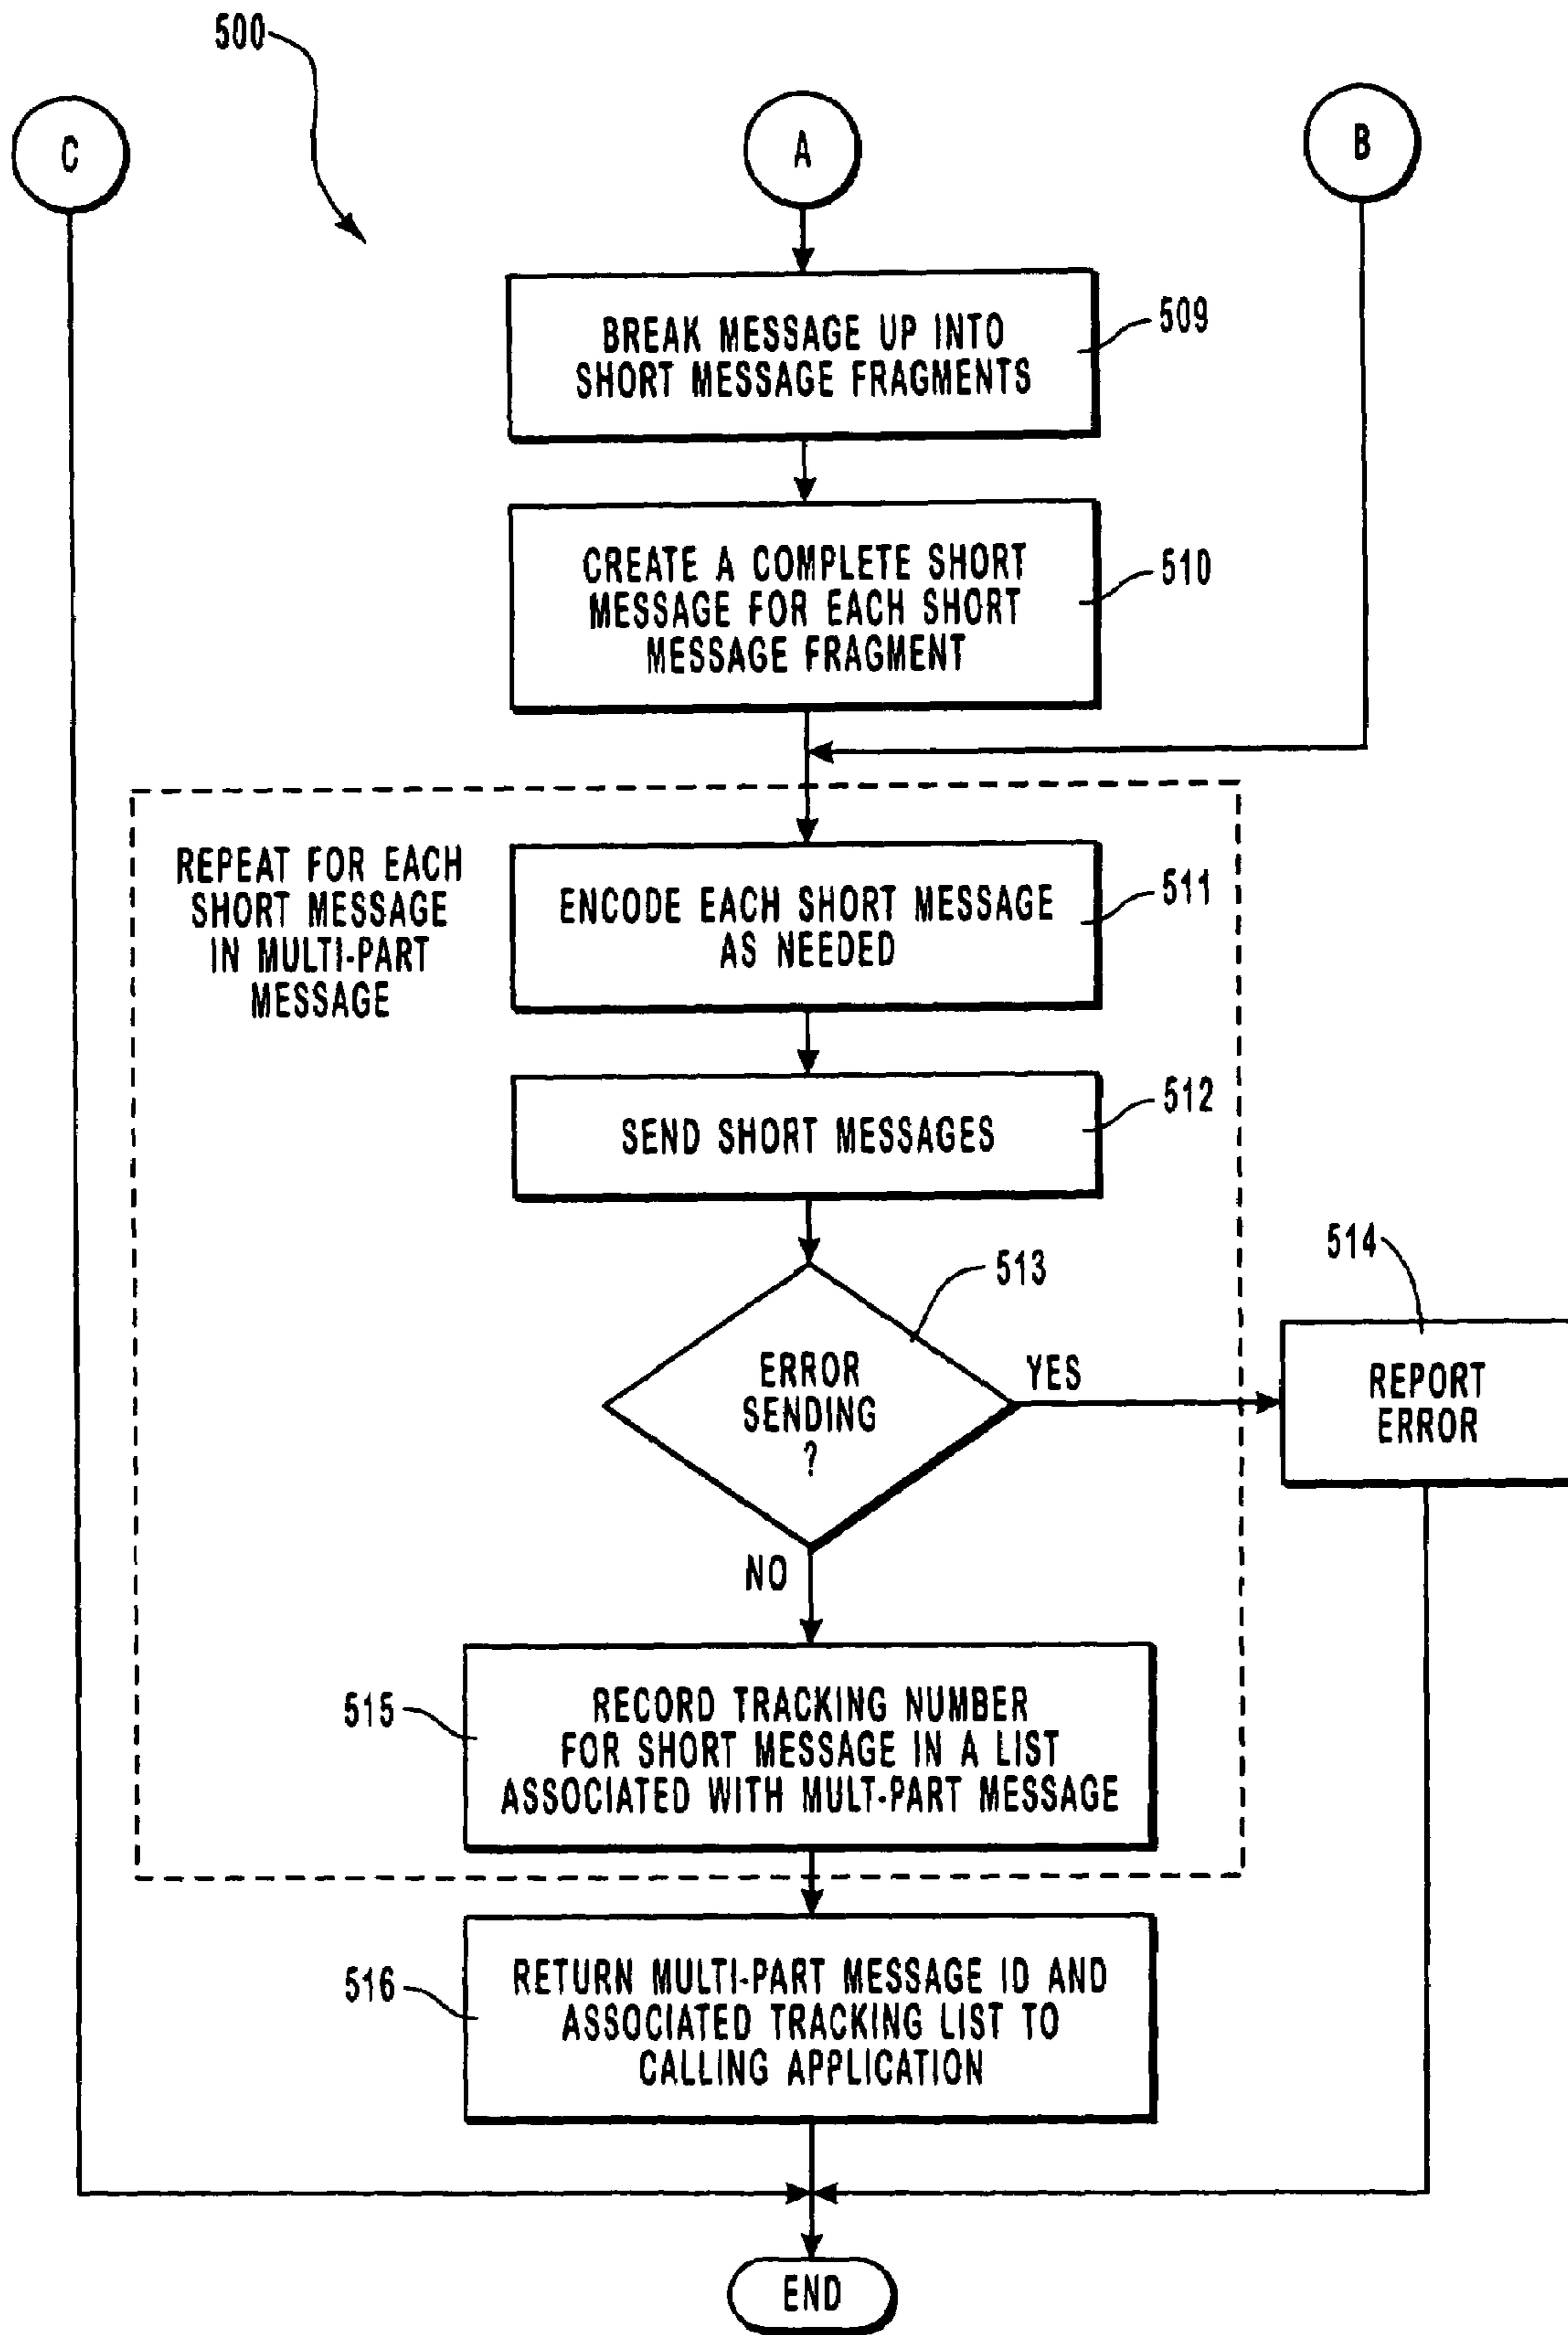 500
C
A
B
BREAK MESSAGE UP INTO
SHORT MESSAGE FRAGMENTS
509
CREATE A COMPLETE SHORT
MESSAGE FOR EACH SHORT
MESSAGE FRAGMENT
510
REPEAT FOR EACH
SHORT MESSAGE
IN MULTI-PART
MESSAGE
ENCODE EACH SHORT MESSAGE
AS NEEDED
511
SEND SHORT MESSAGES
512
ERROR
SENDING
?
513
YES
514
REPORT
ERROR
NO
515
RECORD TRACKING NUMBER
FOR SHORT MESSAGE IN A LIST
ASSOCIATED WITH MULT-PART MESSAGE
516
RETURN MULTI-PART MESSAGE ID AND
ASSOCIATED TRACKING LIST TO
CALLING APPLICATION
END